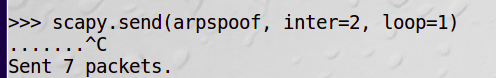 >>> scapy.send(arpspoof, inter=2, loop=1)
.......^C
Sent 7 packets.